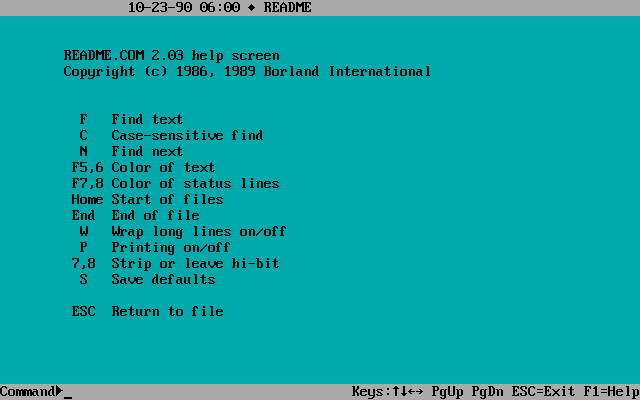 10-23-90 06:00 ♦ README
README.COM 2.03 help screen
Copyright (c) 1986, 1989 Borland International
F Find text
C Case-sensitive find
N Find next
F5,6 Color of text
F7,8 Color of status lines
Home Start of files
End End of file
W Wrap long lines on/off
P Printing on/off
7,8 Strip or leave hi-bit
S Save defaults
ESC Return to file
Command►_ Keys:↑↓←→ PgUp PgDn ESC=Exit F1=Help